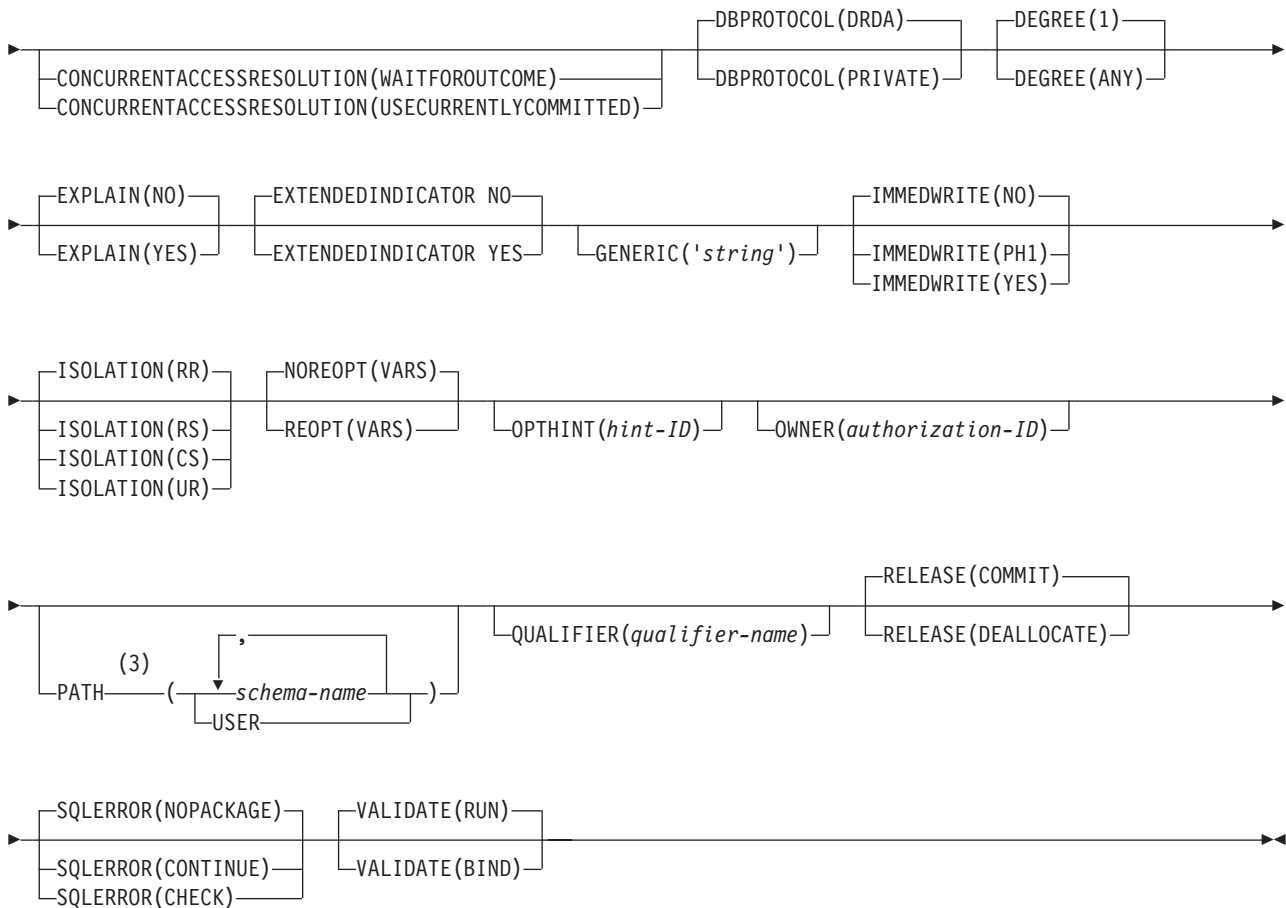 DBPROTOCOL(DRDA) DEGREE(1)
CONCURRENTACCESSRESOLUTION(WAITFOROUTCOME) DBPROTOCOL(PRIVATE) DEGREE(ANY)
CONCURRENTACCESSRESOLUTION(USECURRENTLYCOMMITTED)
EXPLAIN(NO) EXTENDEDINDICATOR NO IMMEDWRITE(NO)
EXPLAIN(YES) EXTENDEDINDICATOR YES GENERIC('string') IMMEDWRITE(PH1)
IMMEDWRITE(YES)
ISOLATION(RR) NOREOPT(VARS)
ISOLATION(RS) REOPT(VARS) OPTHINT(hint-ID) OWNER(authorization-ID)
ISOLATION(CS)
ISOLATION(UR)
RELEASE(COMMIT)
, QUALIFIER(qualifier-name) RELEASE(DEALLOCATE)
(3)
PATH ( schema-name )
USER
SQLERROR(NOPACKAGE) VALIDATE(RUN)
SQLERROR(CONTINUE) VALIDATE(BIND)
SQLERROR(CHECK)